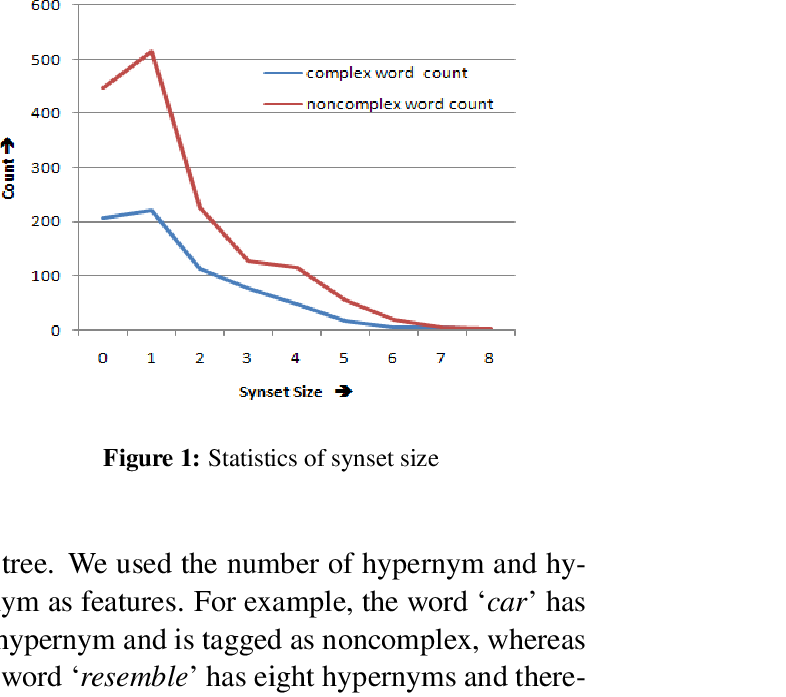 600
500
400
300
200
100
0
Count →
complex word count
noncomplex word count
0 1 2 3 4 5 6 7 8
Synset Size →
Figure 1: Statistics of synset size
tree. We used the number of hypernym and hy-
ym as features. For example, the word ‘car’ has
hypernym and is tagged as noncomplex, whereas
word ‘resemble’ has eight hypernyms and there-